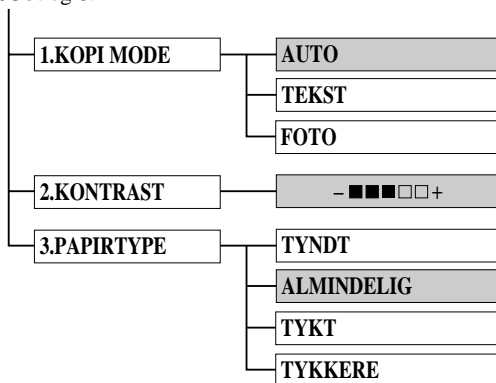 1.KOPI MODE
AUTO
TEKST
FOTO
2.KONTRAST
– ■■■□□+
3.PAPIRTYPE
TYNDT
ALMINDELIG
TYKT
TYKKERE